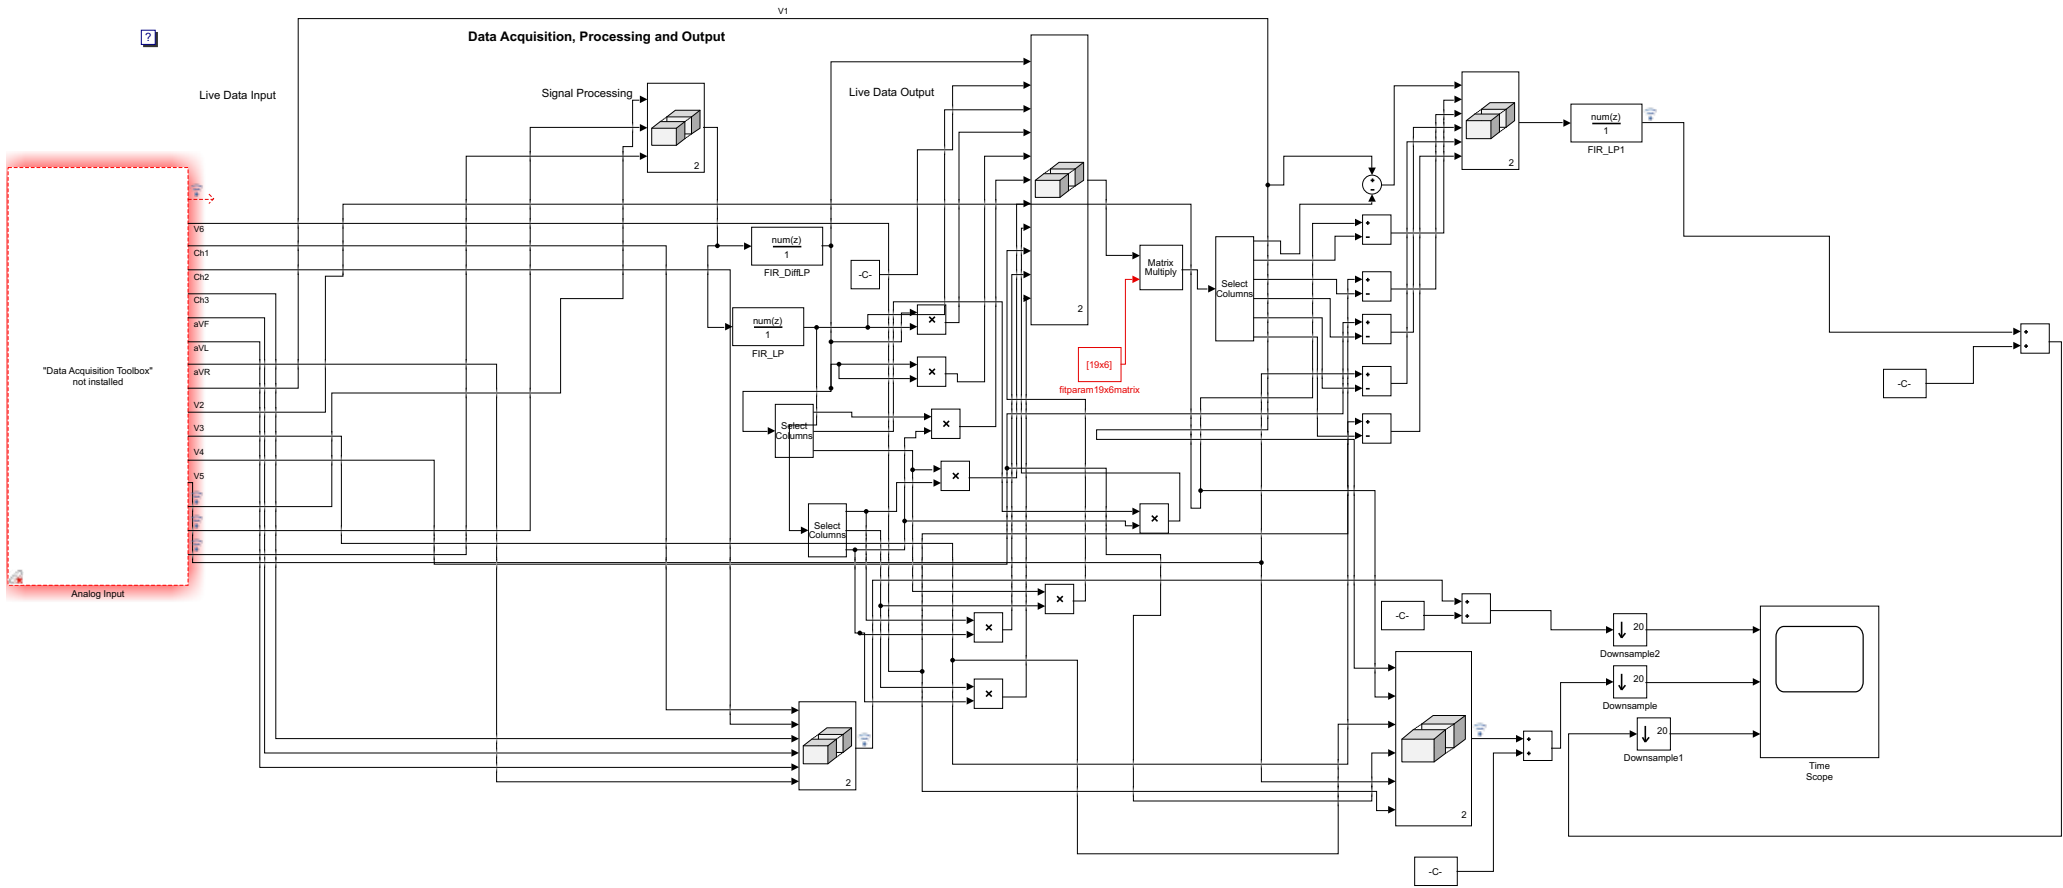 V1
?
Data Acquisition, Processing and Output
Live Data Input
Signal Processing
Live Data Output
2
2
2
num(z)
1
FIR_LP1
V6
Ch1
Ch2
Ch3
aVF
aVL
aVR
V2
V3
V4
V5
"Data Acquisition Toolbox"
not installed
Analog Input
num(z)
1
FIR_DiffLP
-C-
num(z)
1
FIR_LP
×
×
×
×
×
×
×
×
Select
Columns
Select
Columns
Matrix
Multiply
[19x6]
fitparam19x6matrix
Select
Columns
+
−
+
−
+
−
+
−
+
−
+
−
+
+
-C-
-C-
+
+
20
Downsample2
20
Downsample
20
Downsample1
Time
Scope
2
2
+
+
-C-